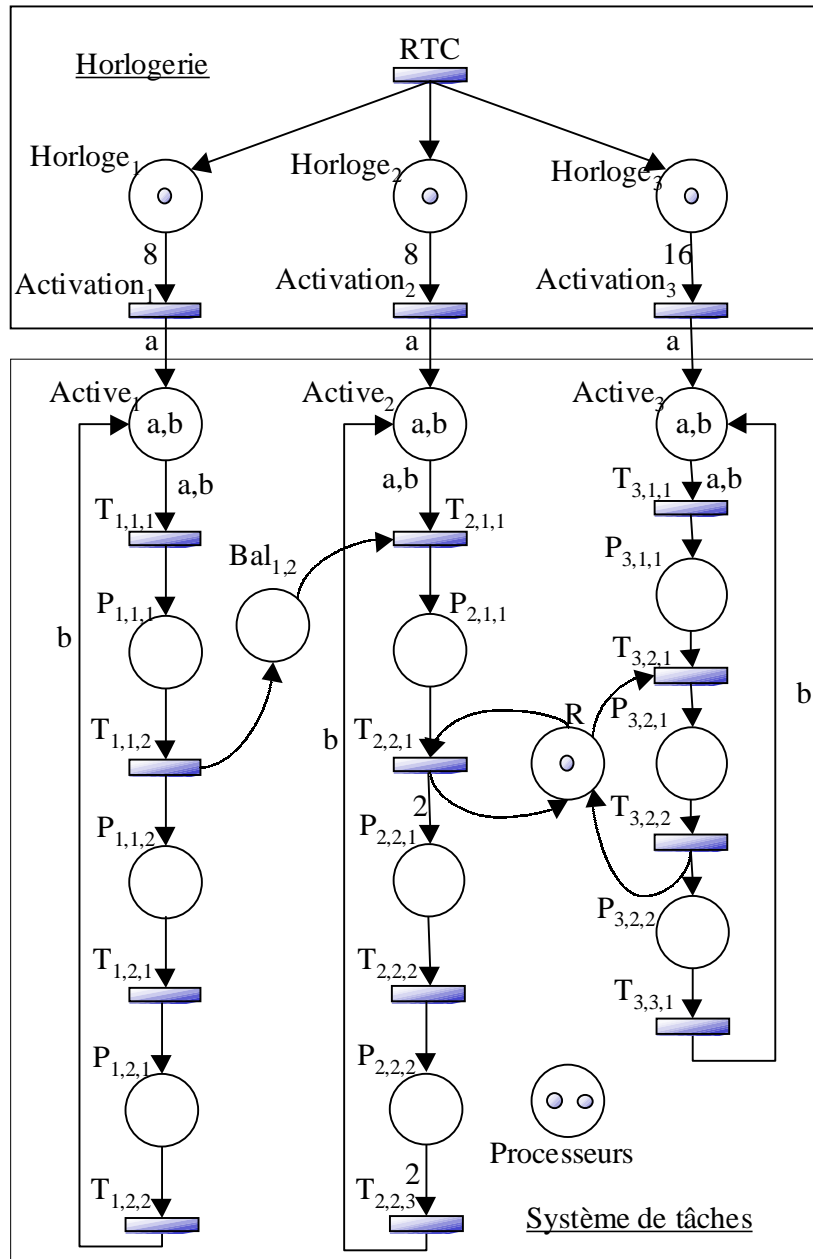 RTC
Horlogerie
Horloge1
Horloge2
Horloge3
8
8
16
Activation1
Activation2
Activation3
a
a
a
Active1
Active2
Active3
a,b
a,b
a,b
a,b
a,b
a,b
T1,1,1
T2,1,1
T3,1,1
Bal1,2
P1,1,1
P2,1,1
P3,1,1
b
T3,2,1
b
T1,1,2
b
T2,2,1
R
P3,2,1
2
T3,2,2
P1,1,2
P2,2,1
P3,2,2
T1,2,1
T2,2,2
T3,3,1
P1,2,1
P2,2,2
Processeurs
T1,2,2
2
T2,2,3
Système de tâches